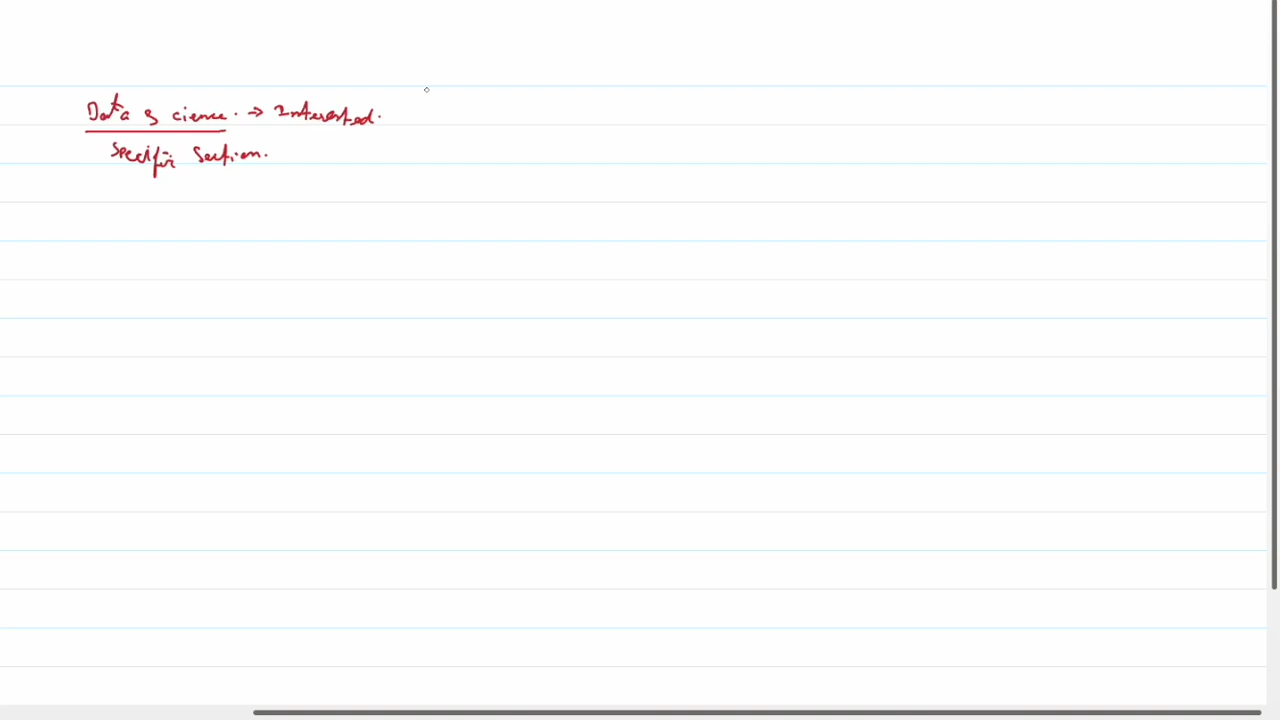 Data Science. → Interested.
Specific Section.